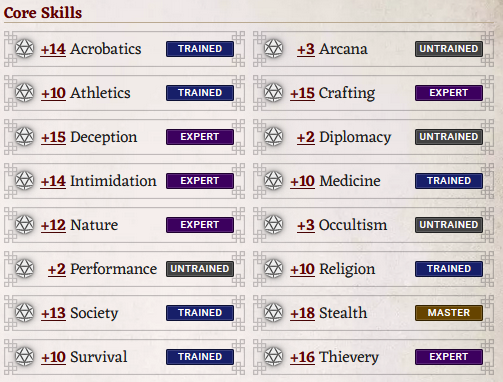 Core Skills
+14 Acrobatics TRAINED +3 Arcana UNTRAINED
+10 Athletics TRAINED +15 Crafting EXPERT
+15 Deception EXPERT +2 Diplomacy UNTRAINED
+14 Intimidation EXPERT +10 Medicine TRAINED
+12 Nature EXPERT +3 Occultism UNTRAINED
+2 Performance UNTRAINED +10 Religion TRAINED
+13 Society TRAINED +18 Stealth MASTER
+10 Survival TRAINED +16 Thievery EXPERT